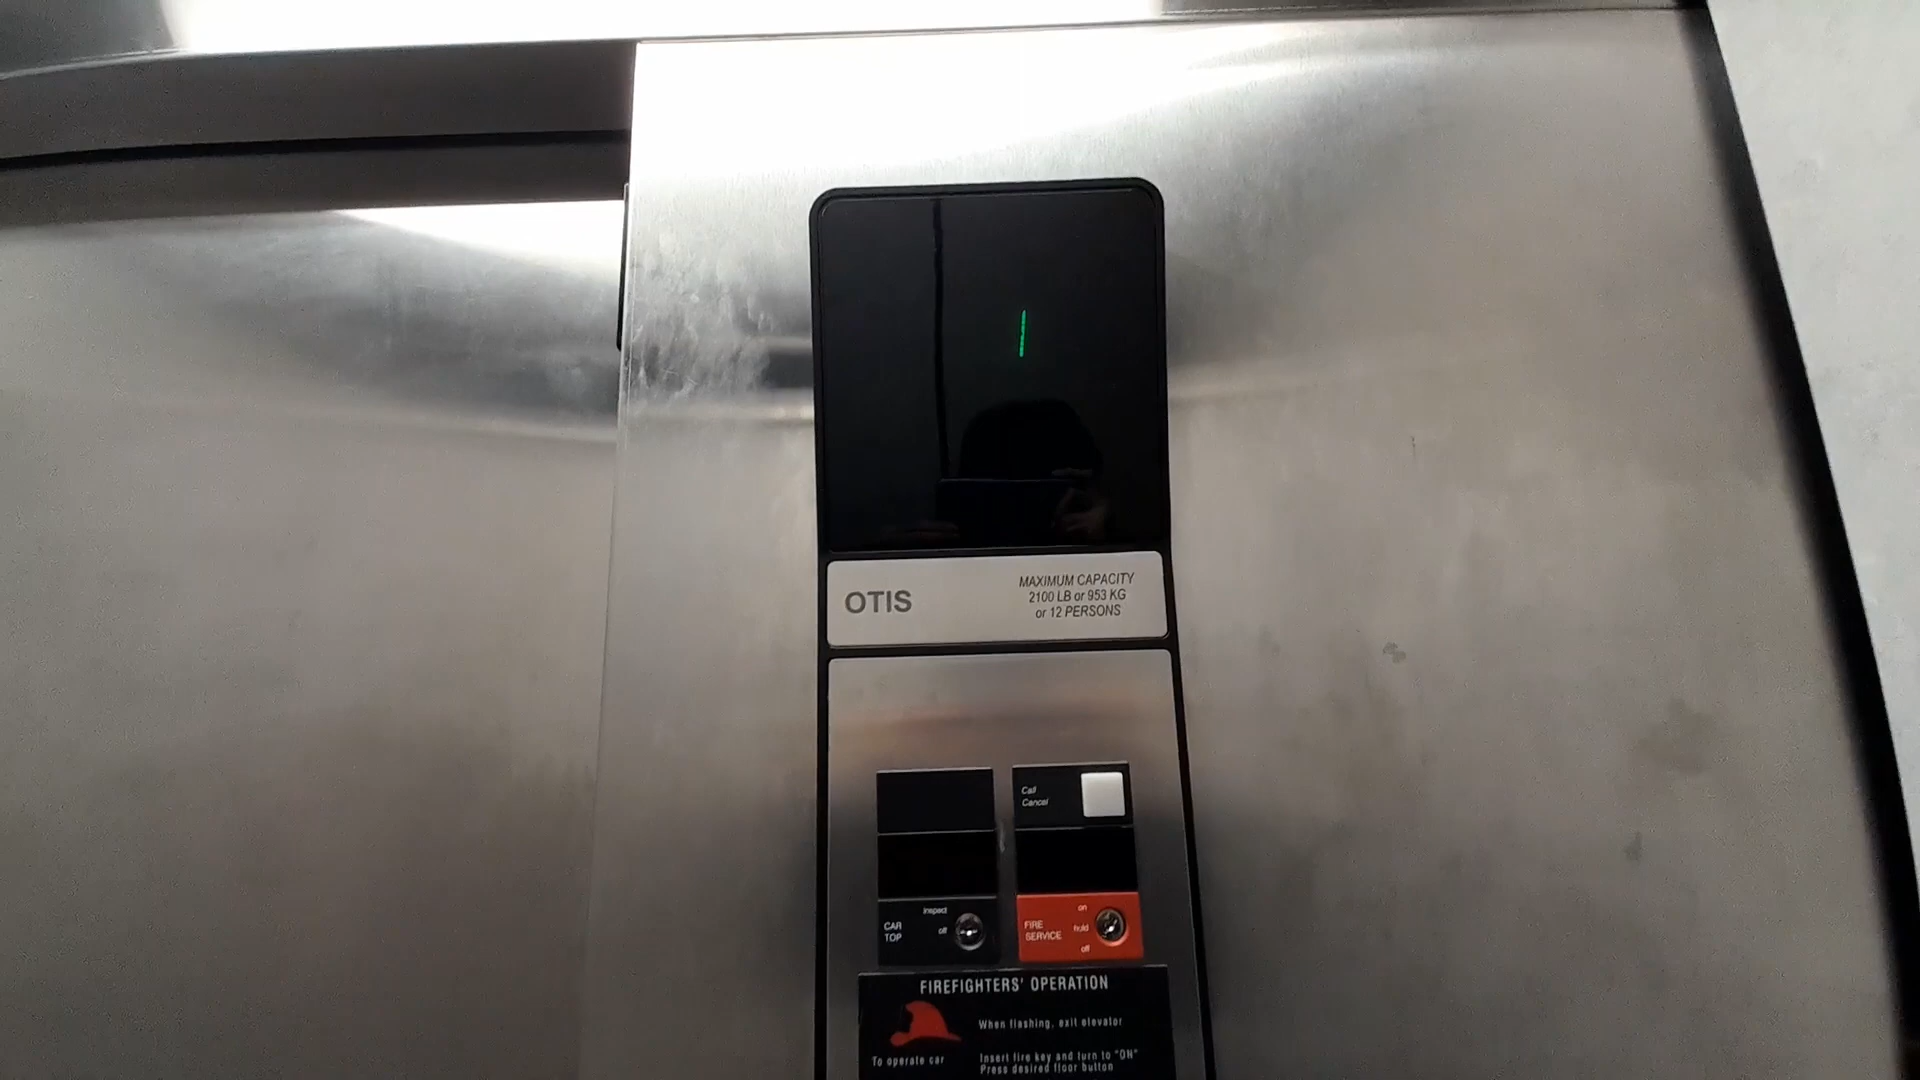 1
OTIS
MAXIMUM CAPACITY
2100 LB or 953 KG
or 12 PERSONS
Call
Cancel
CAR
TOP
inspect
off
FIRE
SERVICE
on
hold
off
FIREFIGHTERS' OPERATION
When flashing, exit elevator
To operate car
Insert fire key and turn to "ON"
Press desired floor button